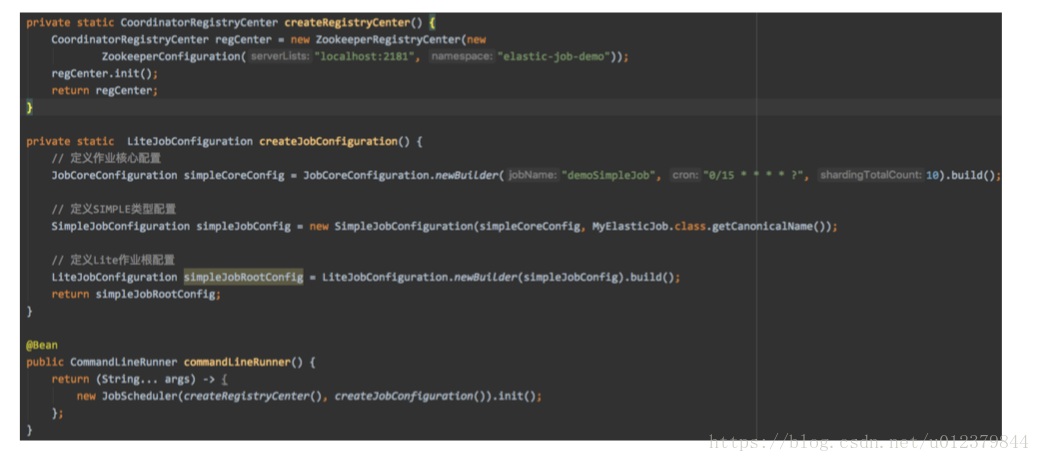 private static CoordinatorRegistryCenter createRegistryCenter() {
CoordinatorRegistryCenter regCenter = new ZookeeperRegistryCenter(new
ZookeeperConfiguration( serverLists: "localhost:2181", namespace: "elastic-job-demo"));
regCenter.init();
return regCenter;
}
private static  LiteJobConfiguration createJobConfiguration() {
// 定义作业核心配置
JobCoreConfiguration simpleCoreConfig = JobCoreConfiguration.newBuilder( jobName: "demoSimpleJob", cron: "0/15 * * * * ?", shardingTotalCount: 10).build();
// 定义SIMPLE类型配置
SimpleJobConfiguration simpleJobConfig = new SimpleJobConfiguration(simpleCoreConfig, MyElasticJob.class.getCanonicalName());
// 定义Lite作业根配置
LiteJobConfiguration simpleJobRootConfig = LiteJobConfiguration.newBuilder(simpleJobConfig).build();
return simpleJobRootConfig;
}
@Bean
public CommandLineRunner commandLineRunner() {
return (String... args) -> {
new JobScheduler(createRegistryCenter(), createJobConfiguration()).init();
};
}
https://blog.csdn.net/u012379844